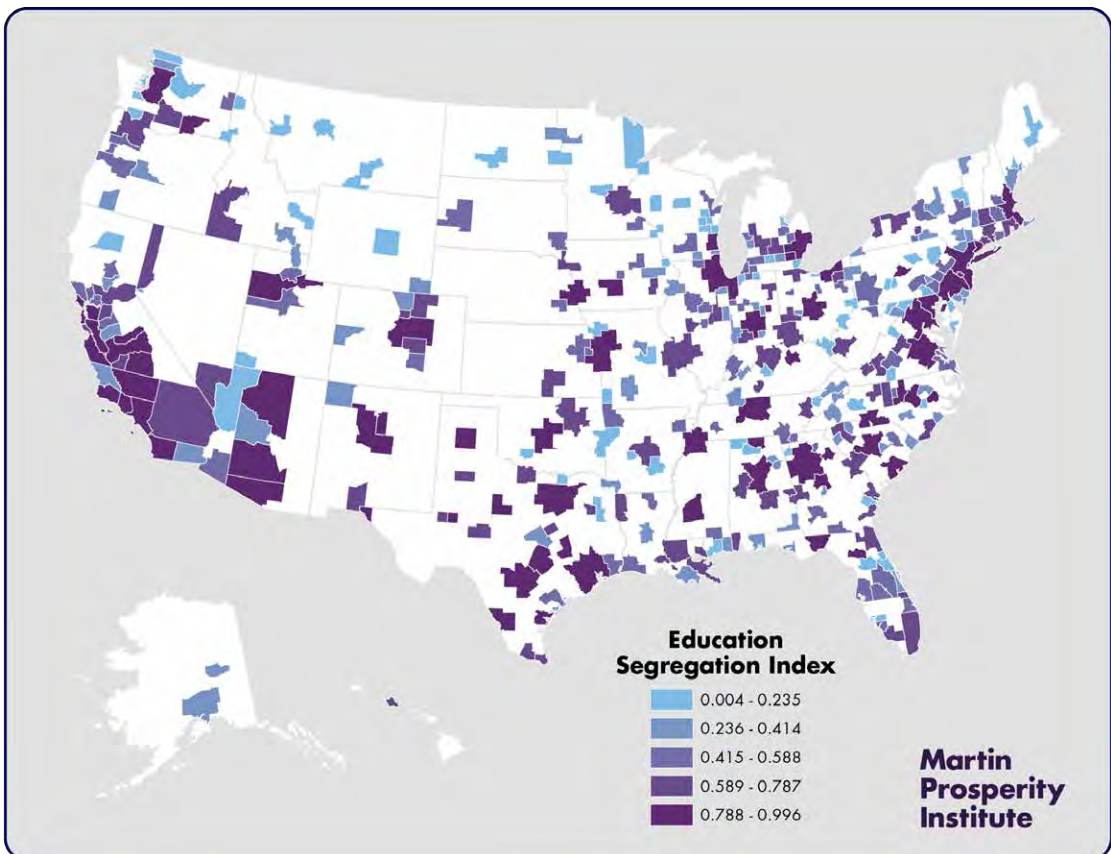 Education
Segregation Index
0.004 - 0.235
0.236 - 0.414
0.415 - 0.588
0.589 - 0.787
0.788 - 0.996
Martin
Prosperity
Institute